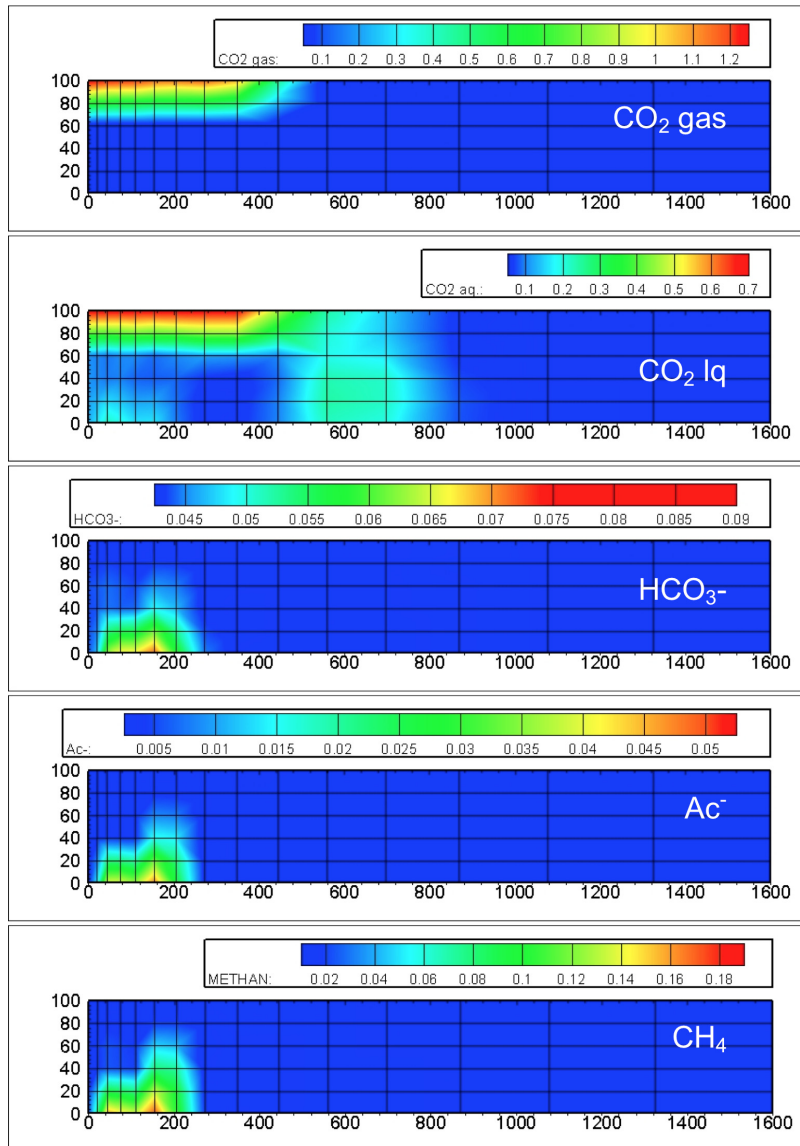 CO2 gas: 0.1 0.2 0.3 0.4 0.5 0.6 0.7 0.8 0.9 1 1.1 1.2
100
80
60
40
20
0
CO₂ gas
0 200 400 600 800 1000 1200 1400 1600
CO2 aq.: 0.1 0.2 0.3 0.4 0.5 0.6 0.7
100
80
60
40
20
0
CO₂ lq
0 200 400 600 800 1000 1200 1400 1600
HCO3-: 0.045 0.05 0.055 0.06 0.065 0.07 0.075 0.08 0.085 0.09
100
80
60
40
20
0
HCO₃-
0 200 400 600 800 1000 1200 1400 1600
Ac-: 0.005 0.01 0.015 0.02 0.025 0.03 0.035 0.04 0.045 0.05
100
80
60
40
20
0
Ac⁻
0 200 400 600 800 1000 1200 1400 1600
METHAN: 0.02 0.04 0.06 0.08 0.1 0.12 0.14 0.16 0.18
100
80
60
40
20
0
CH₄
0 200 400 600 800 1000 1200 1400 1600